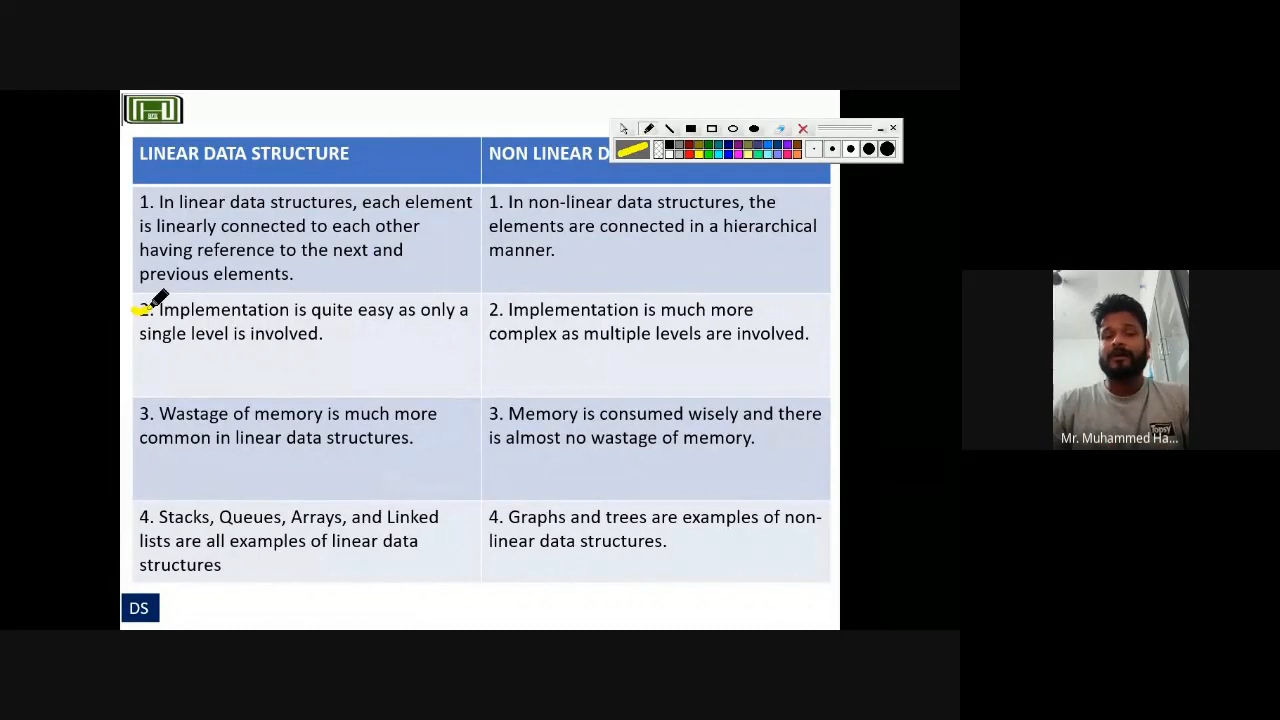 LINEAR DATA STRUCTURE
NON LINEAR D
1. In linear data structures, each element
is linearly connected to each other
having reference to the next and
previous elements.
1. In non-linear data structures, the
elements are connected in a hierarchical
manner.
2. Implementation is quite easy as only a
single level is involved.
2. Implementation is much more
complex as multiple levels are involved.
3. Wastage of memory is much more
common in linear data structures.
3. Memory is consumed wisely and there
is almost no wastage of memory.
4. Stacks, Queues, Arrays, and Linked
lists are all examples of linear data
structures
4. Graphs and trees are examples of non-
linear data structures.
DS
Topsy
Mr. Muhammed Ha...